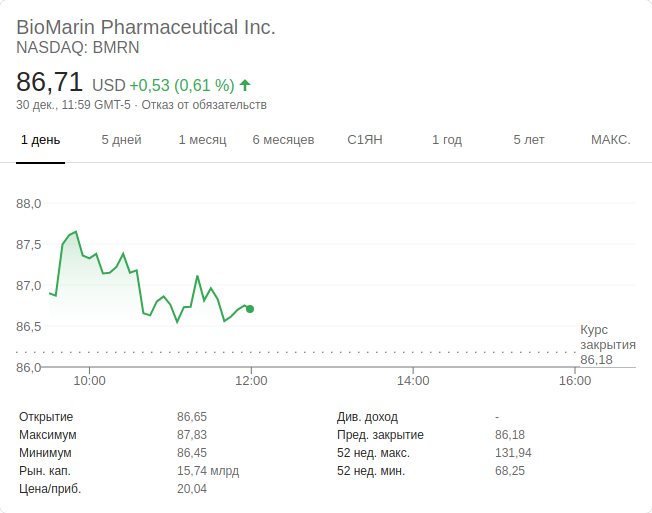 BioMarin Pharmaceutical Inc.
NASDAQ: BMRN
86,71 USD +0,53 (0,61 %)
30 дек., 11:59 GMT-5 · Отказ от обязательств
1 день 5 дней 1 месяц 6 месяцев С1ЯН 1 год 5 лет МАКС.
88,0
87,5
87,0
86,5
Курс
закрытия
86,18
86,0
10:00 12:00 14:00 16:00
Открытие 86,65 Див. доход -
Максимум 87,83 Пред. закрытие 86,18
Минимум 86,45 52 нед. макс. 131,94
Рын. кап. 15,74 млрд 52 нед. мин. 68,25
Цена/приб. 20,04